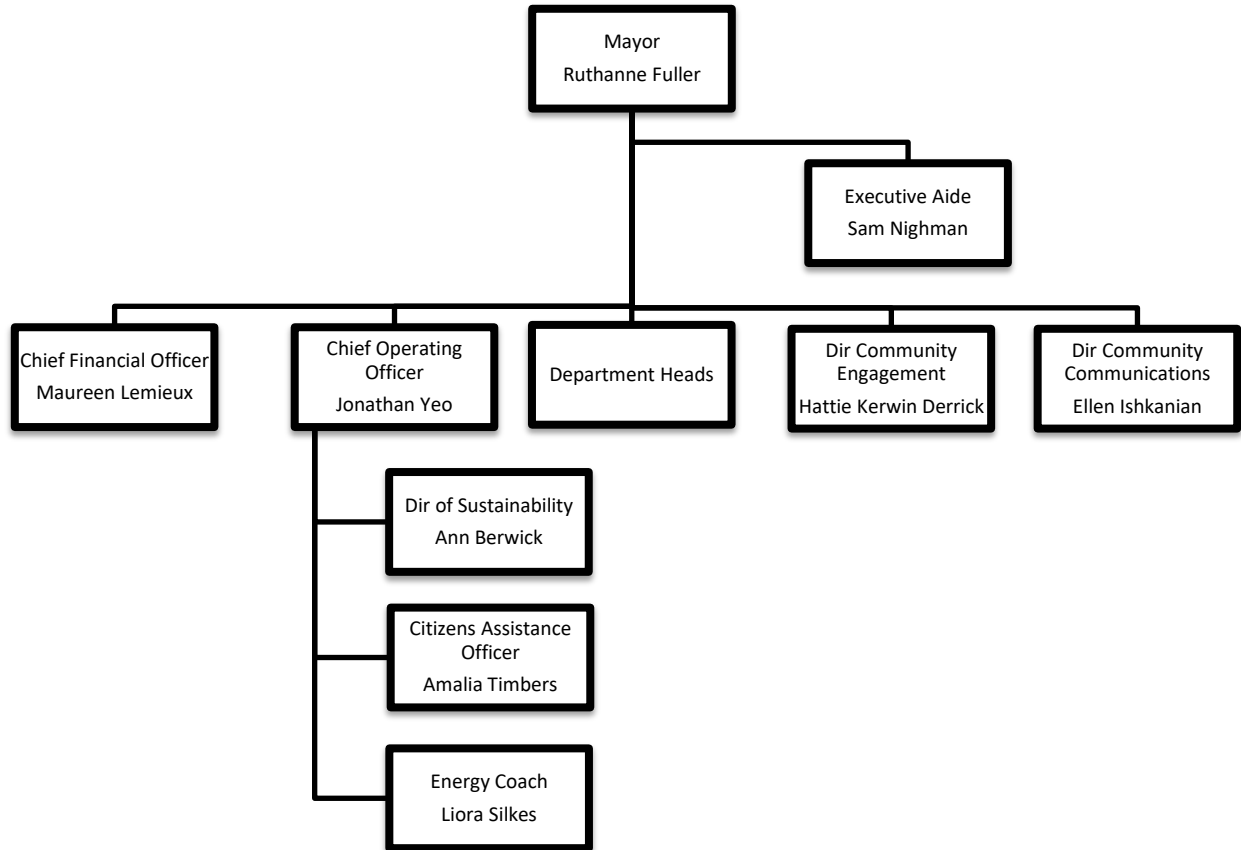 Mayor
Ruthanne Fuller
Executive Aide
Sam Nighman
Chief Financial Officer
Maureen Lemieux
Chief Operating
Officer
Jonathan Yeo
Department Heads
Dir Community
Engagement
Hattie Kerwin Derrick
Dir Community
Communications
Ellen Ishkanian
Dir of Sustainability
Ann Berwick
Citizens Assistance
Officer
Amalia Timbers
Energy Coach
Liora Silkes